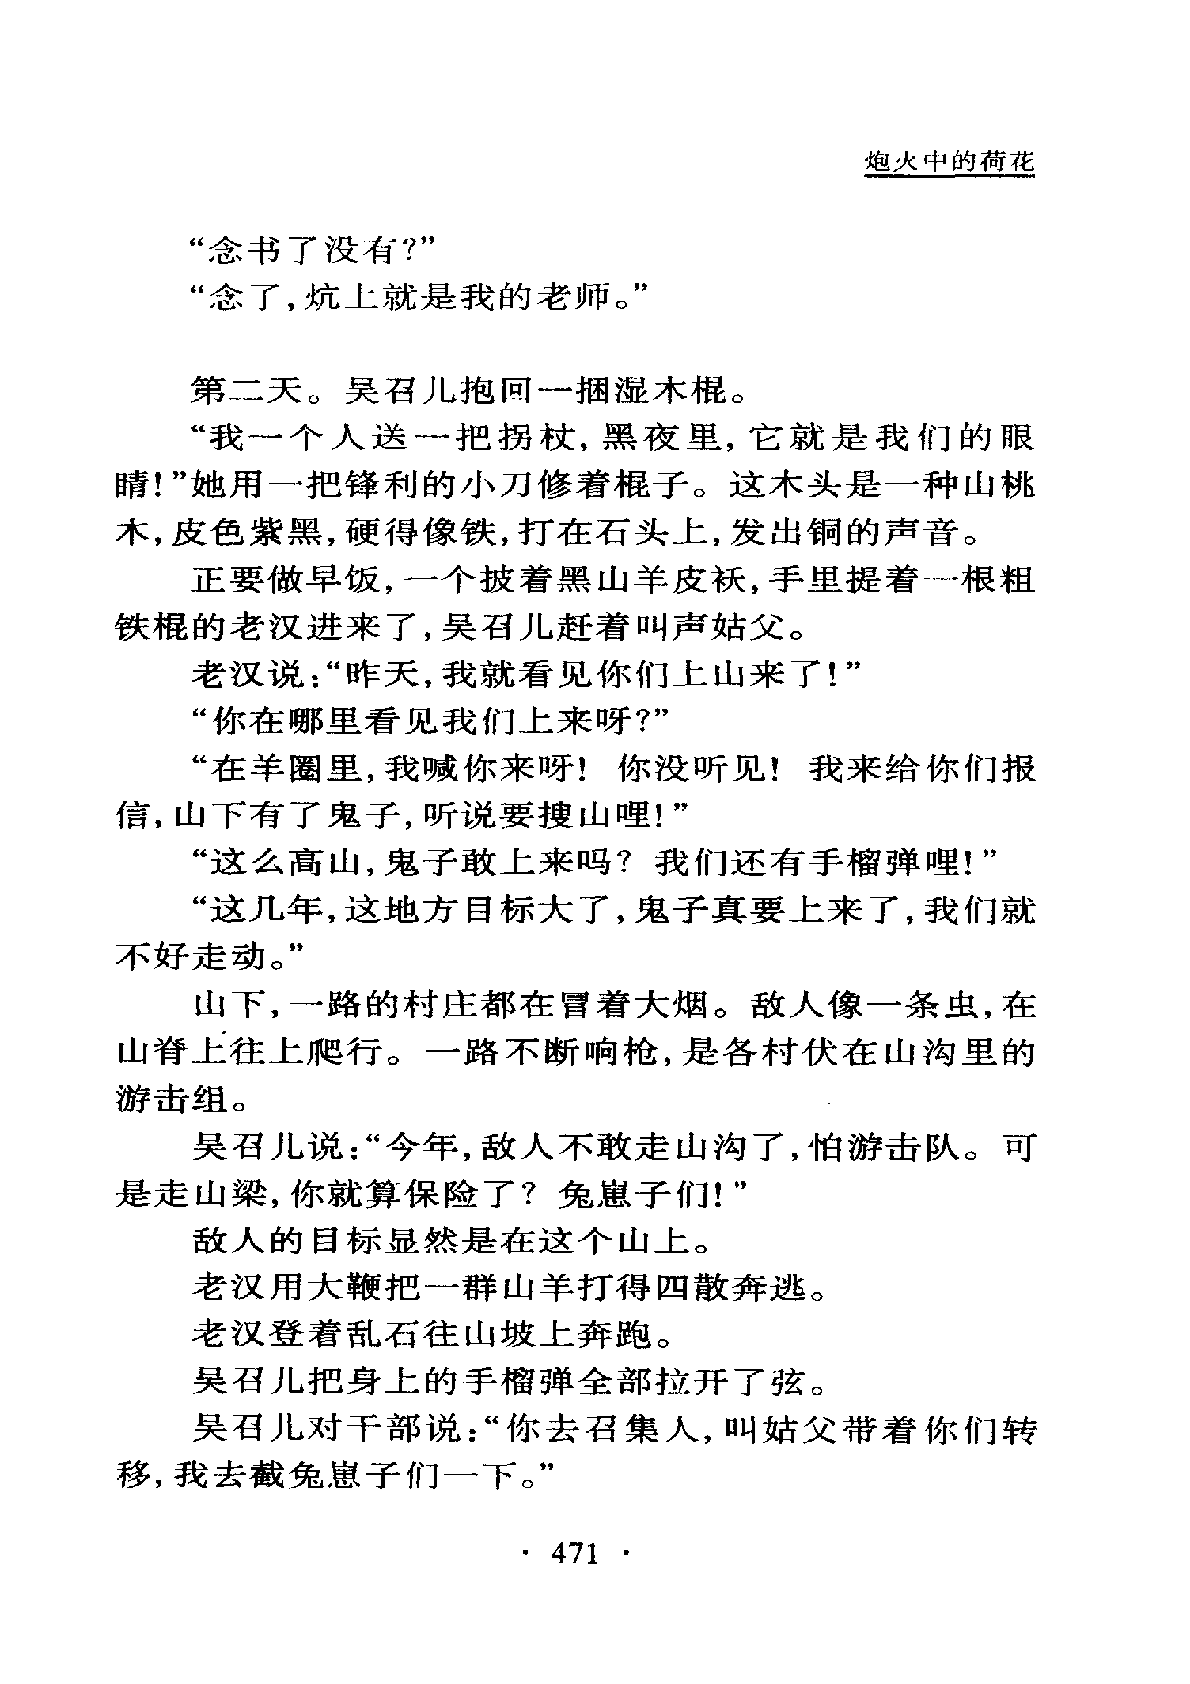 炮火中的荷花
“念书了没有?”
“念了,炕上就是我的老师。”
第二天。吴召儿抱回一捆湿木棍。
“我一个人送一把拐杖,黑夜里,它就是我们的眼
睛!”她用一把锋利的小刀修着棍子。这木头是一种山桃
木,皮色紫黑,硬得像铁,打在石头上,发出铜的声音。
正要做早饭,一个披着黑山羊皮袄,手里提着一根粗
铁棍的老汉进来了,吴召儿赶着叫声姑父。
老汉说:“昨天,我就看见你们上山来了!”
“你在哪里看见我们上来呀?”
“在羊圈里,我喊你来呀! 你没听见! 我来给你们报
信,山下有了鬼子,听说要搜山哩!”
“这么高山,鬼子敢上来吗? 我们还有手榴弹哩!”
“这几年,这地方目标大了,鬼子真要上来了,我们就
不好走动。”
山下,一路的村庄都在冒着大烟。敌人像一条虫,在
山脊上往上爬行。一路不断响枪,是各村伏在山沟里的
游击组。
吴召儿说:“今年,敌人不敢走山沟了,怕游击队。可
是走山梁,你就算保险了? 兔崽子们!”
敌人的目标显然是在这个山上。
老汉用大鞭把一群山羊打得四散奔逃。
老汉登着乱石往山坡上奔跑。
吴召儿把身上的手榴弹全部拉开了弦。
吴召儿对干部说:“你去召集人,叫姑父带着你们转
移,我去截兔崽子们一下。”
· 471 ·